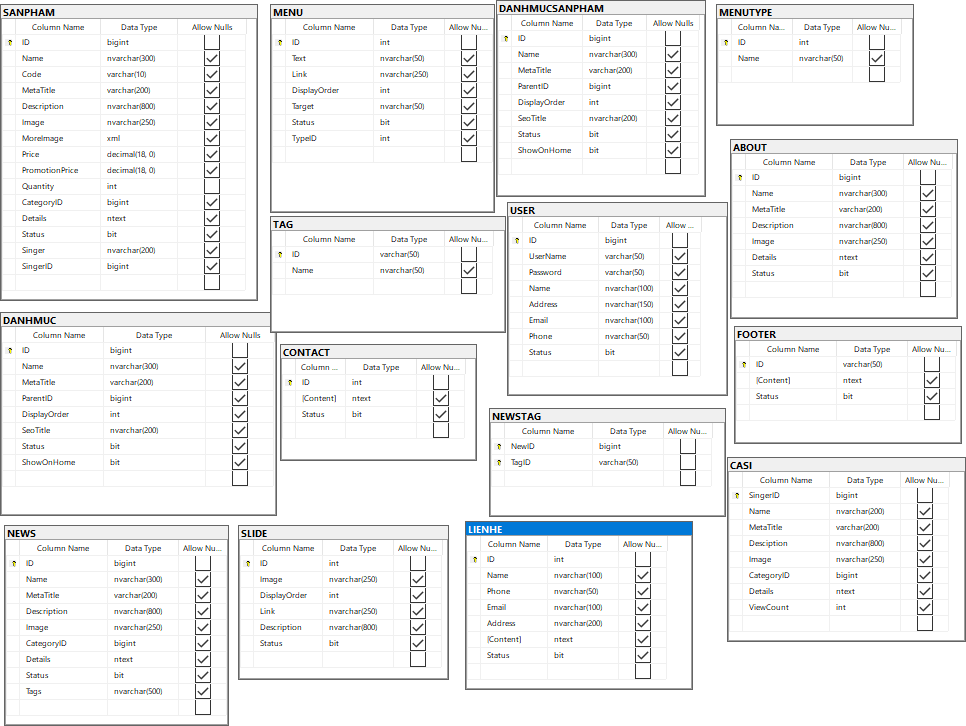 SANPHAM
Column Name Data Type Allow Nulls
ID bigint
Name nvarchar(300)
Code varchar(10)
MetaTitle varchar(200)
Description nvarchar(800)
Image nvarchar(250)
MoreImage xml
Price decimal(18, 0)
PromotionPrice decimal(18, 0)
Quantity int
CategoryID bigint
Details ntext
Status bit
Singer nvarchar(200)
SingerID bigint
MENU
Column Name Data Type Allow Nu...
ID int
Text nvarchar(50)
Link nvarchar(250)
DisplayOrder int
Target nvarchar(50)
Status bit
TypeID int
DANHMUCSANPHAM
Column Name Data Type Allow Nulls
ID bigint
Name nvarchar(300)
MetaTitle varchar(200)
ParentID bigint
DisplayOrder int
SeoTitle nvarchar(200)
Status bit
ShowOnHome bit
MENUTYPE
Column Na... Data Type Allow Nu...
ID int
Name nvarchar(50)
ABOUT
Column Name Data Type Allow Nu...
ID bigint
Name nvarchar(300)
MetaTitle varchar(200)
Description nvarchar(800)
Image nvarchar(250)
Details ntext
Status bit
TAG
Column Name Data Type Allow Nu...
ID varchar(50)
Name nvarchar(50)
USER
Column Name Data Type Allow ...
ID bigint
UserName varchar(50)
Password varchar(50)
Name nvarchar(100)
Address nvarchar(150)
Email nvarchar(100)
Phone nvarchar(50)
Status bit
DANHMUC
Column Name Data Type Allow Nulls
ID bigint
Name nvarchar(300)
MetaTitle varchar(200)
ParentID bigint
DisplayOrder int
SeoTitle nvarchar(200)
Status bit
ShowOnHome bit
CONTACT
Column ... Data Type Allow Nu...
ID int
[Content] ntext
Status bit
FOOTER
Column Name Data Type Allow Nu...
ID varchar(50)
[Content] ntext
Status bit
NEWSTAG
Column Name Data Type Allow Nu...
NewID bigint
TagID varchar(50)
CASI
Column Name Data Type Allow Nu...
SingerID bigint
Name nvarchar(200)
MetaTitle varchar(200)
Desciption nvarchar(800)
Image nvarchar(250)
CategoryID bigint
Details ntext
ViewCount int
NEWS
Column Name Data Type Allow Nu...
ID bigint
Name nvarchar(300)
MetaTitle varchar(200)
Description nvarchar(800)
Image nvarchar(250)
CategoryID bigint
Details ntext
Status bit
Tags nvarchar(500)
SLIDE
Column Name Data Type Allow Nu...
ID int
Image nvarchar(250)
DisplayOrder int
Link nvarchar(250)
Description nvarchar(800)
Status bit
LIENHE
Column Name Data Type Allow Nu...
ID int
Name nvarchar(100)
Phone nvarchar(50)
Email nvarchar(100)
Address nvarchar(200)
[Content] ntext
Status bit